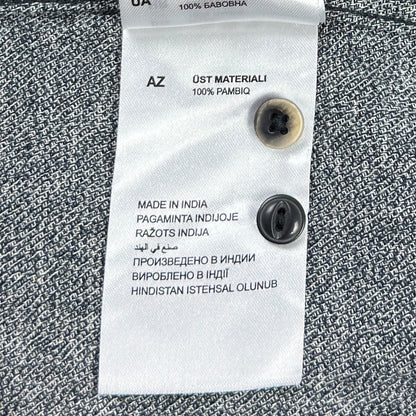 UA
100% БАВОВНА
AZ ÜST MATERIALI
100% PAMBIQ
MADE IN INDIA
PAGAMINTA INDIJOJE
RAŽOTS INDIJA
صنع في الهند
ПРОИЗВЕДЕНО В ИНДИИ
ВИРОБЛЕНО В ІНДІЇ
HINDISTAN ISTEHSAL OLUNUB